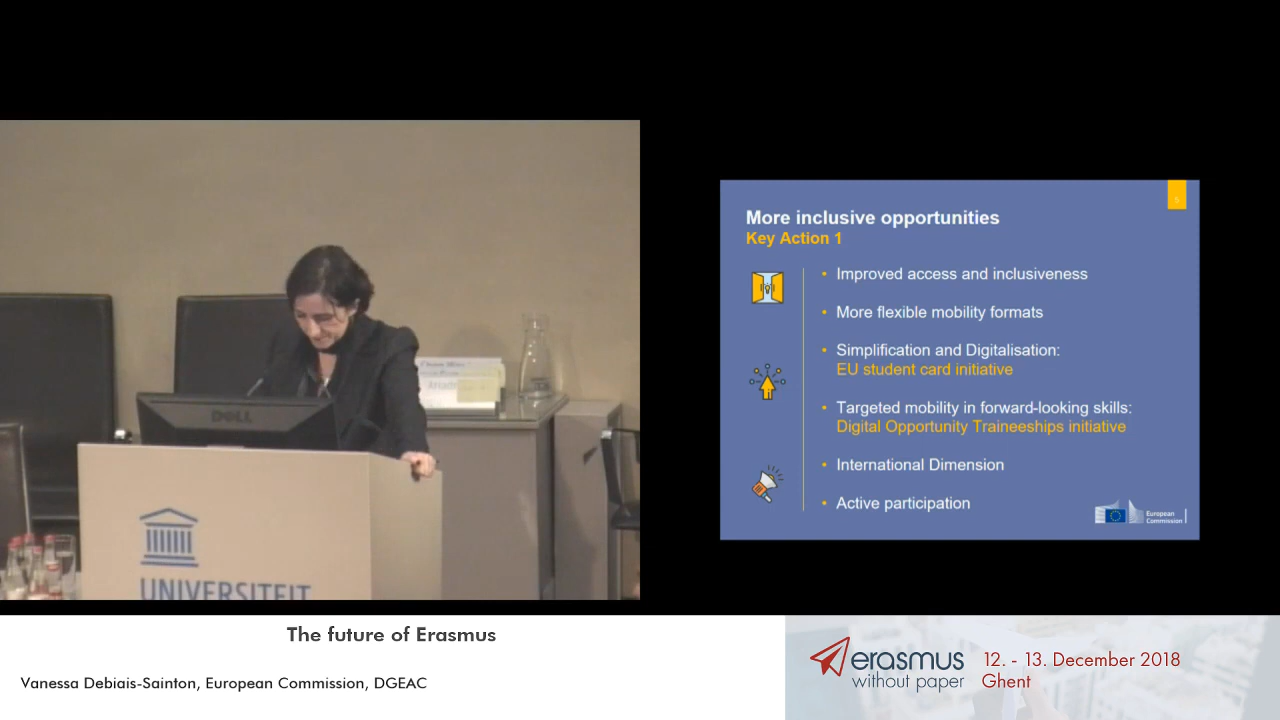 DELL
UNIVERSITEIT
More inclusive opportunities
Key Action 1
• Improved access and inclusiveness
• More flexible mobility formats
• Simplification and Digitalisation:
EU student card initiative
• Targeted mobility in forward-looking skills:
Digital Opportunity Traineeships initiative
• International Dimension
• Active participation
European
Commission
The future of Erasmus
Vanessa Debiais-Sainton, European Commission, DGEAC
erasmus
without paper
12. - 13. December 2018
Ghent